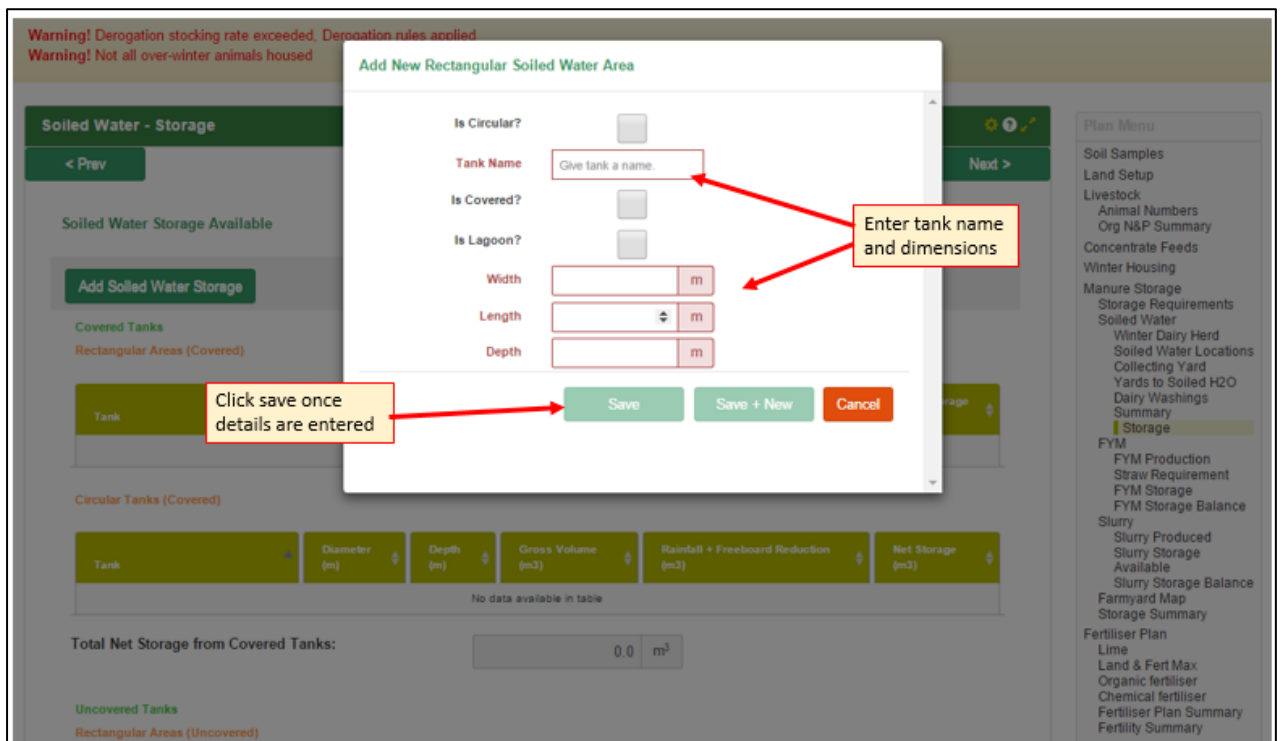 Warning! Derogation stocking rate exceeded, Derogation rules applied
Warning! Not all over-winter animals housed
Add New Rectangular Soiled Water Area
Soiled Water - Storage
< Prev
Next >
Soiled Water Storage Available
Add Soiled Water Storage
Covered Tanks
Rectangular Areas (Covered)
Tank
Is Circular?
Tank Name
Give tank a name.
Is Covered?
Is Lagoon?
Width
m
Length
m
Depth
m
Save
Save + New
Cancel
Enter tank name
and dimensions
Click save once
details are entered
Circular Tanks (Covered)
Tank
Diameter
(m)
Depth
(m)
Gross Volume
(m3)
Rainfall + Freeboard Reduction
(m3)
Net Storage
(m3)
No data available in table
Total Net Storage from Covered Tanks:
0.0 m³
Uncovered Tanks
Rectangular Areas (Uncovered)
Plan Menu
Soil Samples
Land Setup
Livestock
Animal Numbers
Org N&P Summary
Concentrate Feeds
Winter Housing
Manure Storage
Storage Requirements
Soiled Water
Winter Dairy Herd
Soiled Water Locations
Collecting Yard
Yards to Soiled H2O
Dairy Washings
Summary
Storage
FYM
FYM Production
Straw Requirement
FYM Storage
FYM Storage Balance
Slurry
Slurry Produced
Slurry Storage
Available
Slurry Storage Balance
Farmyard Map
Storage Summary
Fertiliser Plan
Lime
Land & Fert Max
Organic fertiliser
Chemical fertiliser
Fertiliser Plan Summary
Fertility Summary